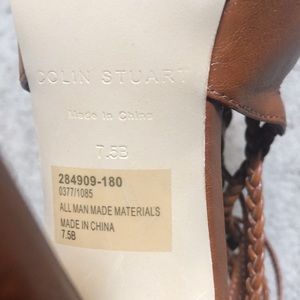 COLIN STUART
Made in China
7.5B
284909-180
0377/1085
ALL MAN MADE MATERIALS
MADE IN CHINA
7.5B